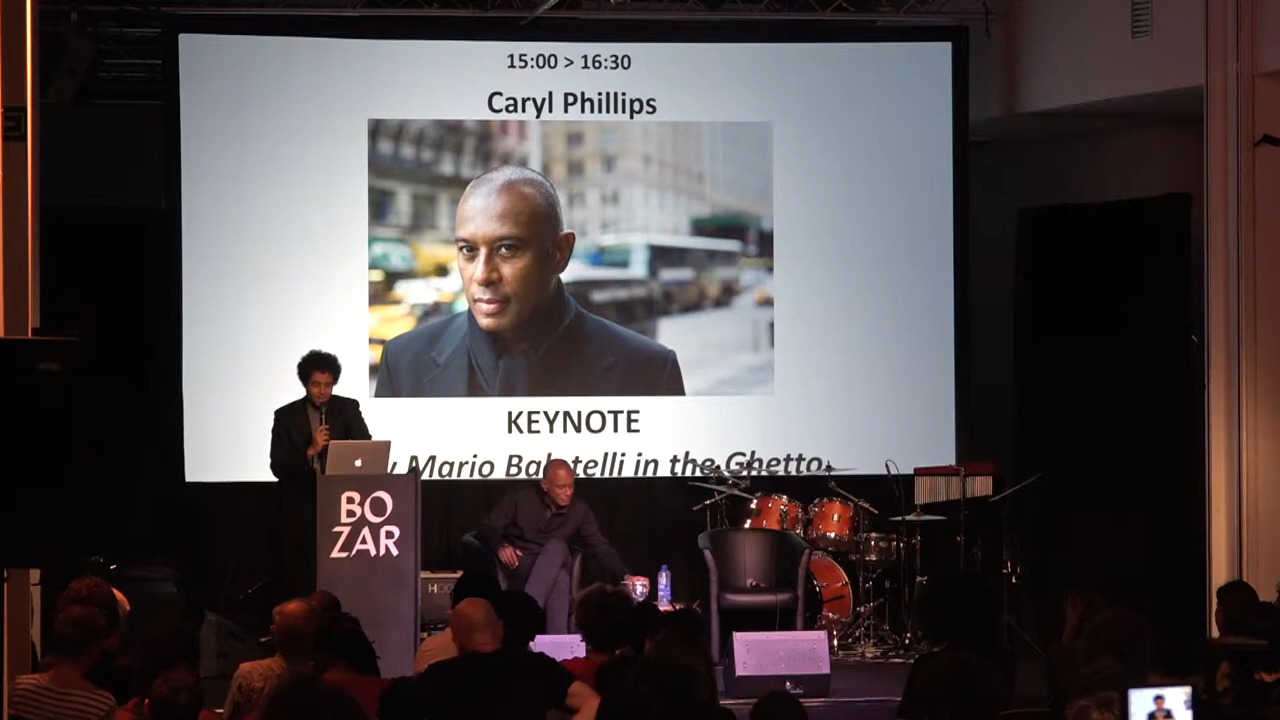 15:00 > 16:30
Caryl Phillips
KEYNOTE
Mario Balotelli in the Ghetto
BO
ZAR